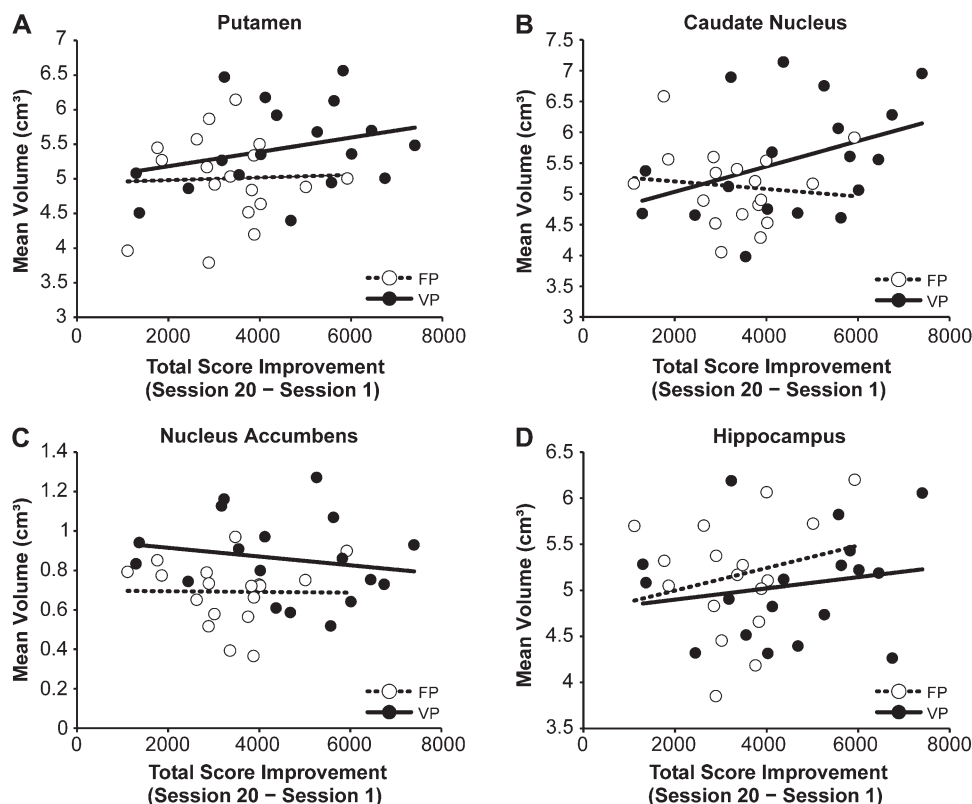 A
Putamen
7
6.5
6
5.5
5
4.5
4
3.5
3
Mean Volume (cm³)
FP
VP
0 2000 4000 6000 8000
Total Score Improvement
(Session 20 − Session 1)
B
Caudate Nucleus
7.5
7
6.5
6
5.5
5
4.5
4
3.5
3
Mean Volume (cm³)
FP
VP
0 2000 4000 6000 8000
Total Score Improvement
(Session 20 − Session 1)
C
Nucleus Accumbens
1.4
1.2
1
0.8
0.6
0.4
0.2
0
Mean Volume (cm³)
FP
VP
0 2000 4000 6000 8000
Total Score Improvement
(Session 20 − Session 1)
D
Hippocampus
6.5
6
5.5
5
4.5
4
3.5
Mean Volume (cm³)
FP
VP
0 2000 4000 6000 8000
Total Score Improvement
(Session 20 − Session 1)